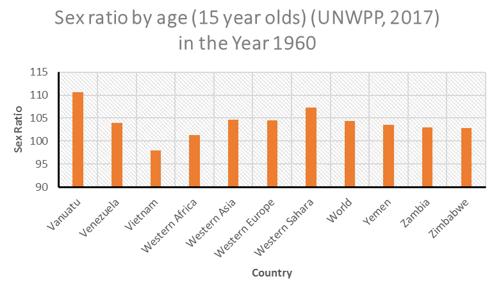 Sex ratio by age (15 year olds) (UNWPP, 2017)
in the Year 1960
115
110
105
100
95
90
Sex Ratio
Vanuatu
Venezuela
Vietnam
Western Africa
Western Asia
Western Europe
Western Sahara
World
Yemen
Zambia
Zimbabwe
Country